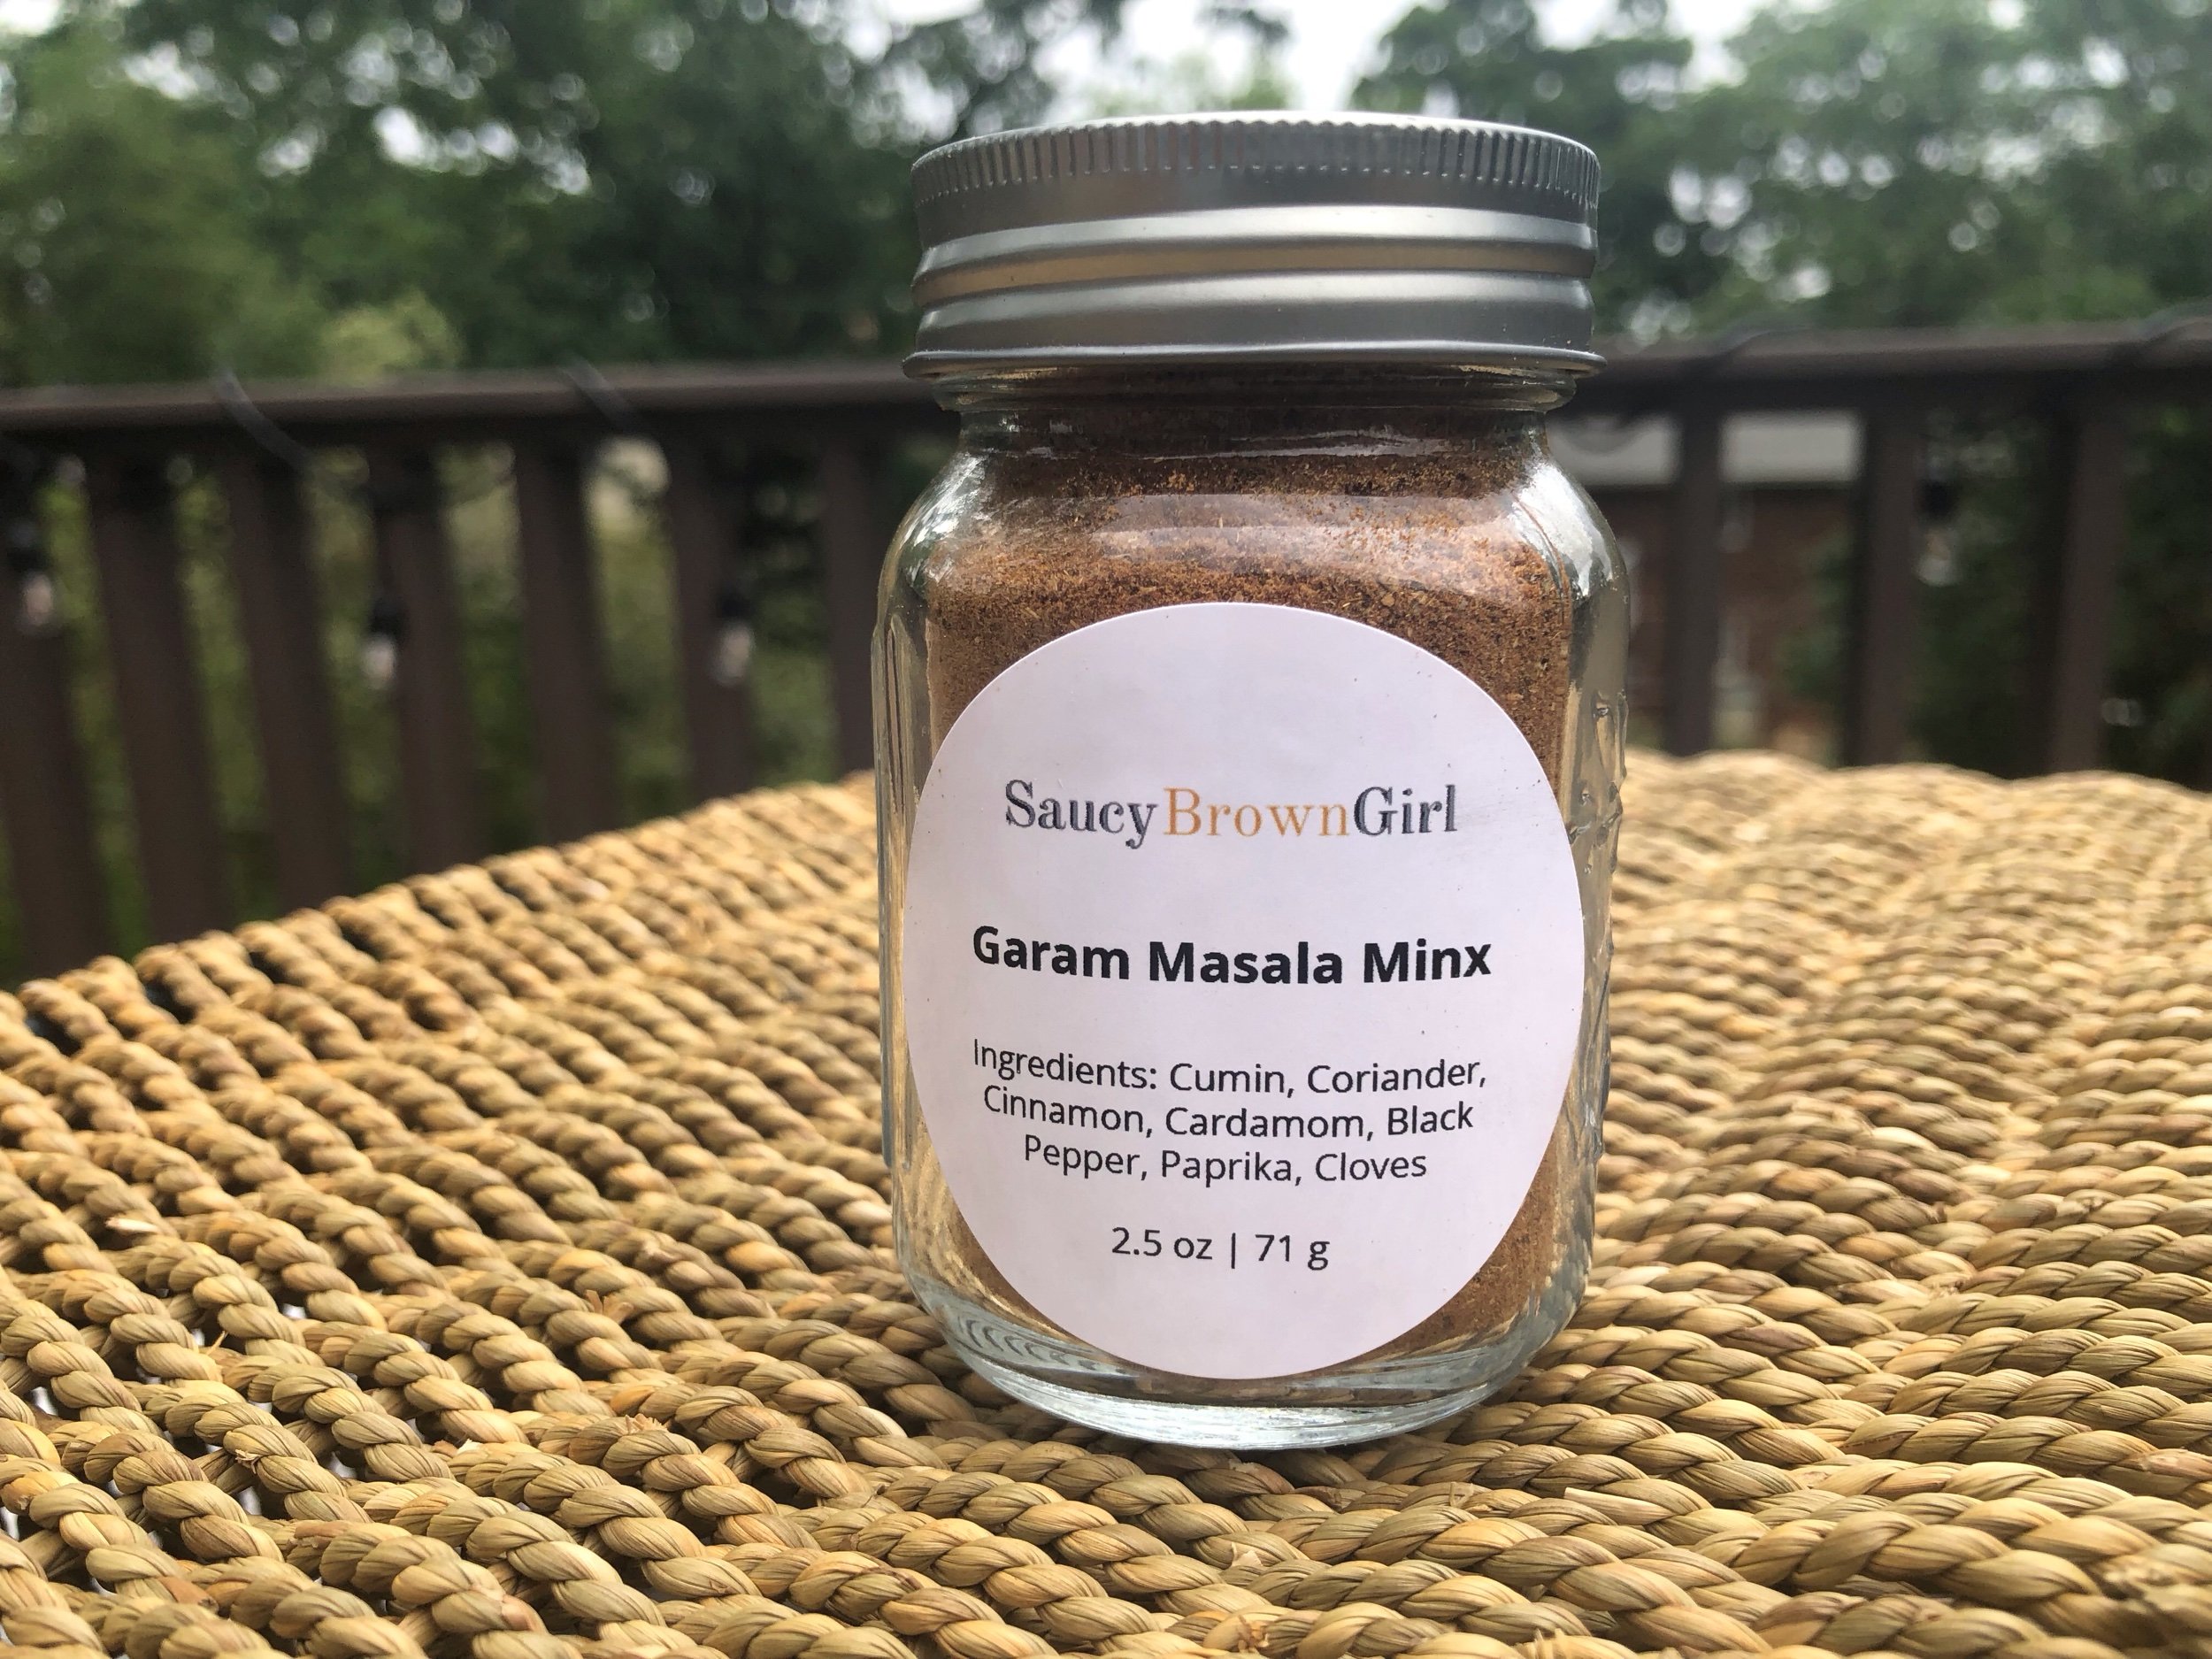 SaucyBrownGirl
Garam Masala Minx
Ingredients: Cumin, Coriander,
Cinnamon, Cardamom, Black
Pepper, Paprika, Cloves
2.5 oz | 71 g